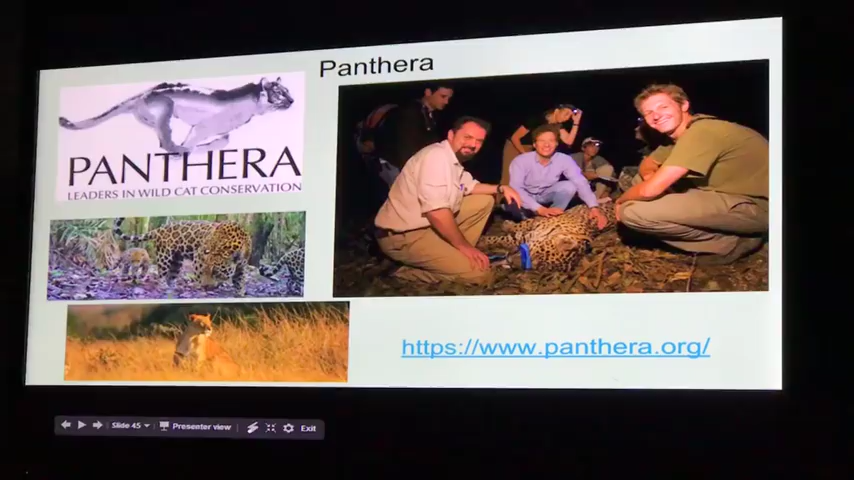 Panthera
PANTHERA
LEADERS IN WILD CAT CONSERVATION
https://www.panthera.org/
Slide 45
Presenter view
Exit